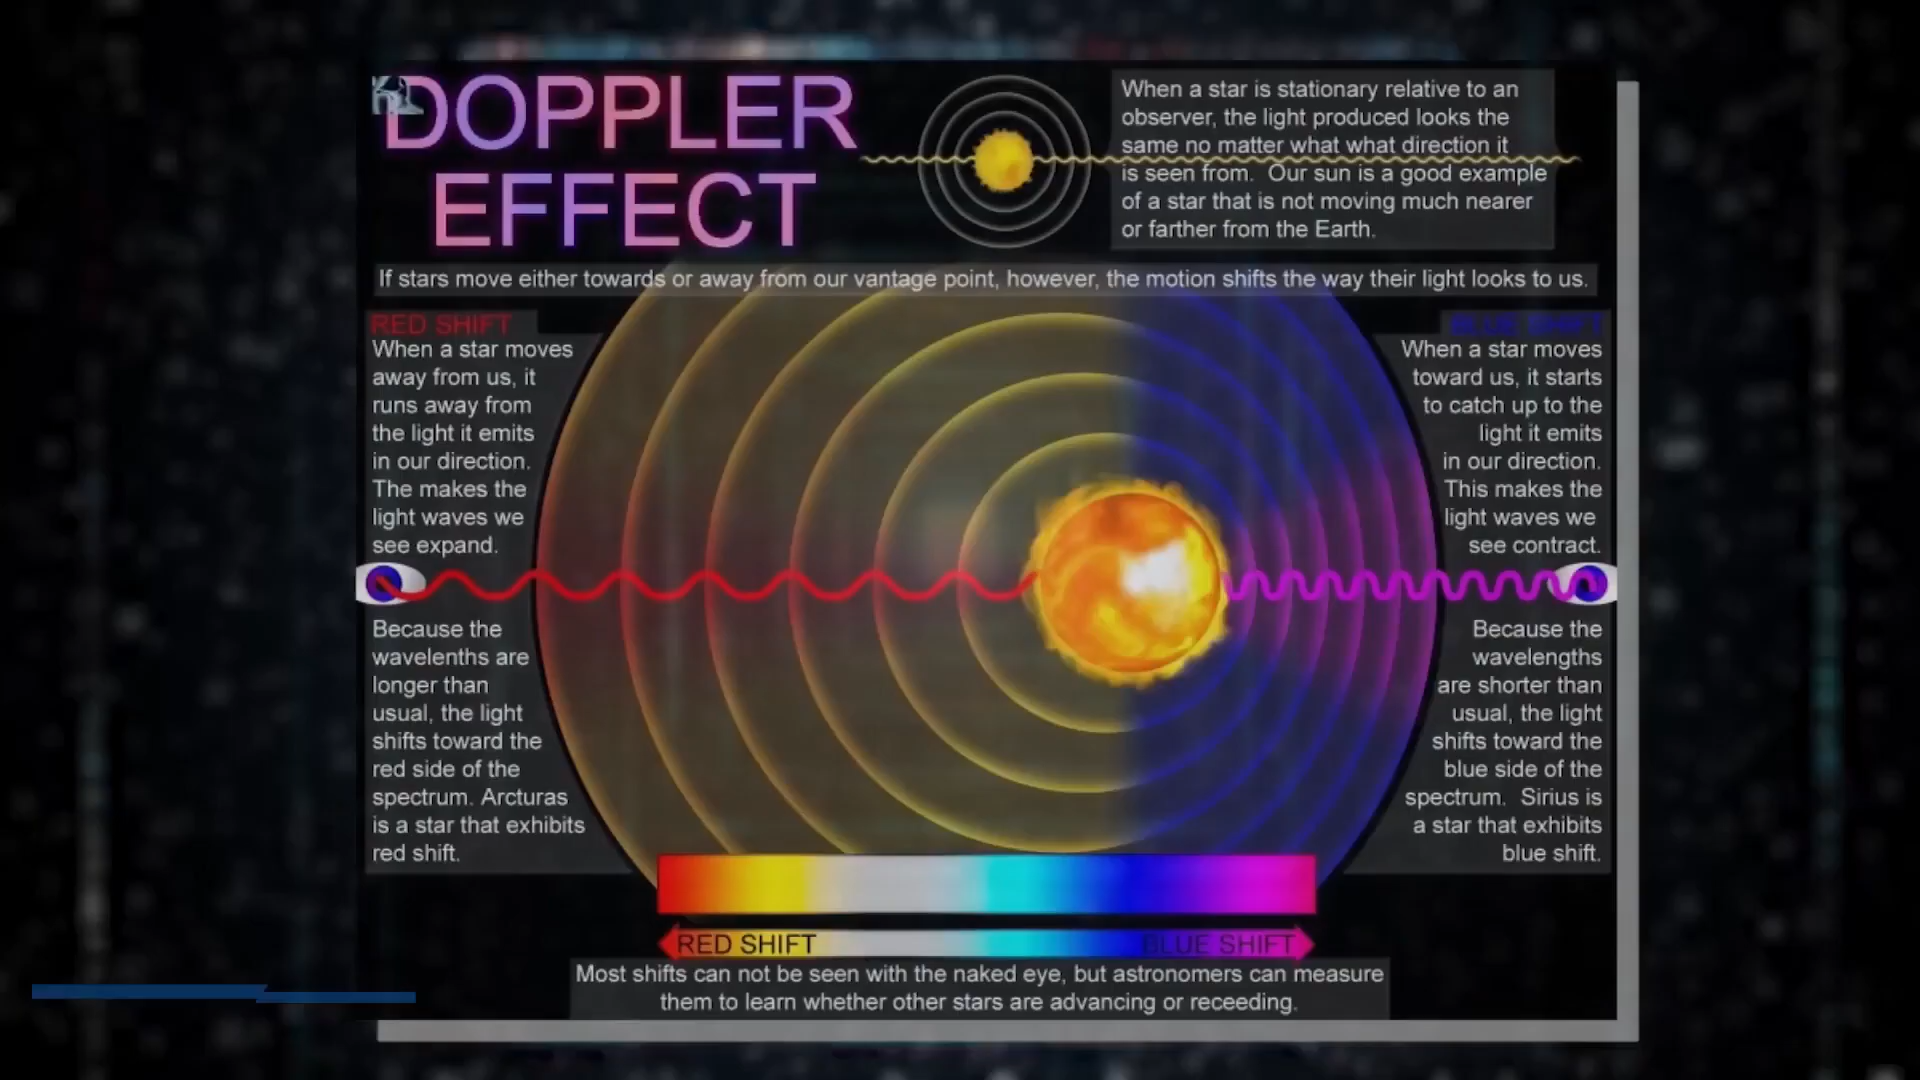 DOPPLER
EFFECT
When a star is stationary relative to an
observer, the light produced looks the
same no matter what what direction it
is seen from. Our sun is a good example
of a star that is not moving much nearer
or farther from the Earth.
If stars move either towards or away from our vantage point, however, the motion shifts the way their light looks to us.
RED SHIFT
When a star moves
away from us, it
runs away from
the light it emits
in our direction.
The makes the
light waves we
see expand.
Because the
wavelenths are
longer than
usual, the light
shifts toward the
red side of the
spectrum. Arcturas
is a star that exhibits
red shift.
BLUE SHIFT
When a star moves
toward us, it starts
to catch up to the
light it emits
in our direction.
This makes the
light waves we
see contract.
Because the
wavelengths
are shorter than
usual, the light
shifts toward the
blue side of the
spectrum. Sirius is
a star that exhibits
blue shift.
RED SHIFT
BLUE SHIFT
Most shifts can not be seen with the naked eye, but astronomers can measure
them to learn whether other stars are advancing or receeding.